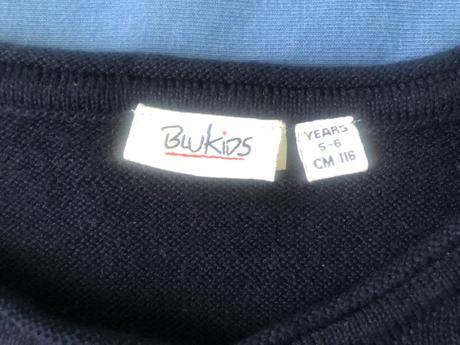 BLUKIDS
YEARS
5-6
CM 116